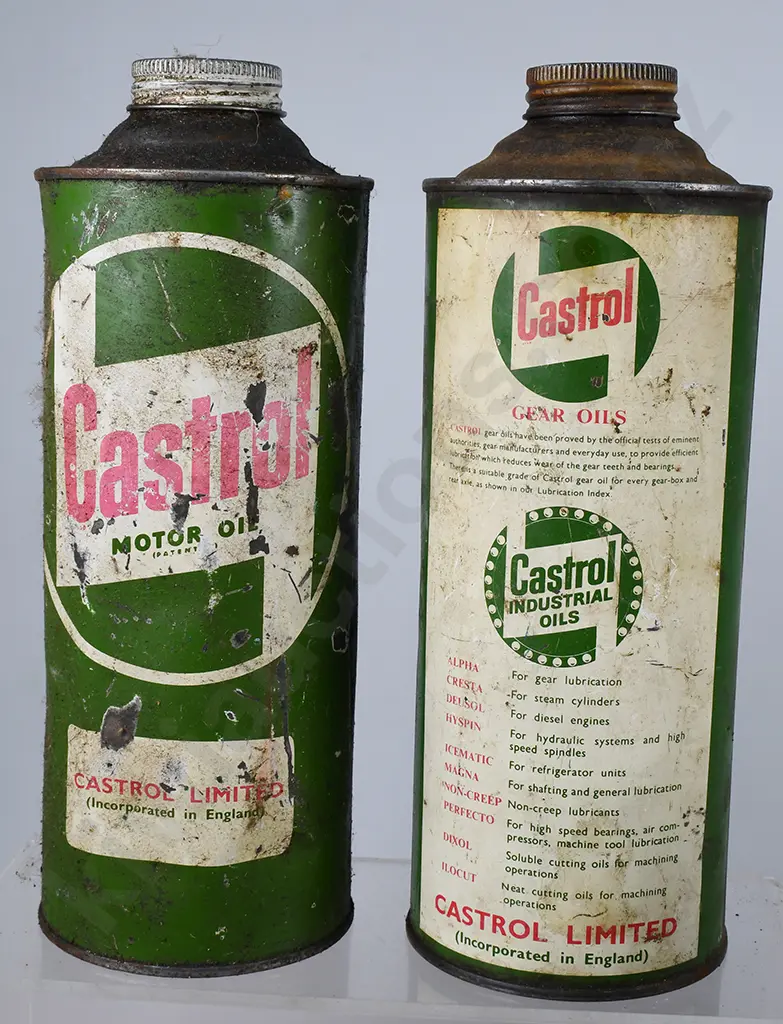 Castrol
MOTOR OIL
(PATENT
CASTROL LIMITED
(Incorporated in England)
Castrol
GEAR OILS
CASTROL gear oils have been proved by the official tests of eminent
authorities, gear manufacturers and everyday use, to provide efficient
lubrication which reduces wear of the gear teeth and bearings.
There is a suitable grade of Castrol gear oil for every gear-box and
rear axle, as shown in our Lubrication Index.
Castrol
INDUSTRIAL
OILS
ALPHA For gear lubrication
CRESTA For steam cylinders
DEUSOL For diesel engines
HYSPIN For hydraulic systems and high
speed spindles
ICEMATIC For refrigerator units
MAGNA For shafting and general lubrication
NON-CREEP Non-creep lubricants
PERFECTO For high speed bearings, air com-
pressors, machine tool lubrication
DIXOL Soluble cutting oils for machining
operations
ILOCUT Neat cutting oils for machining
operations
CASTROL LIMITED
(Incorporated in England)